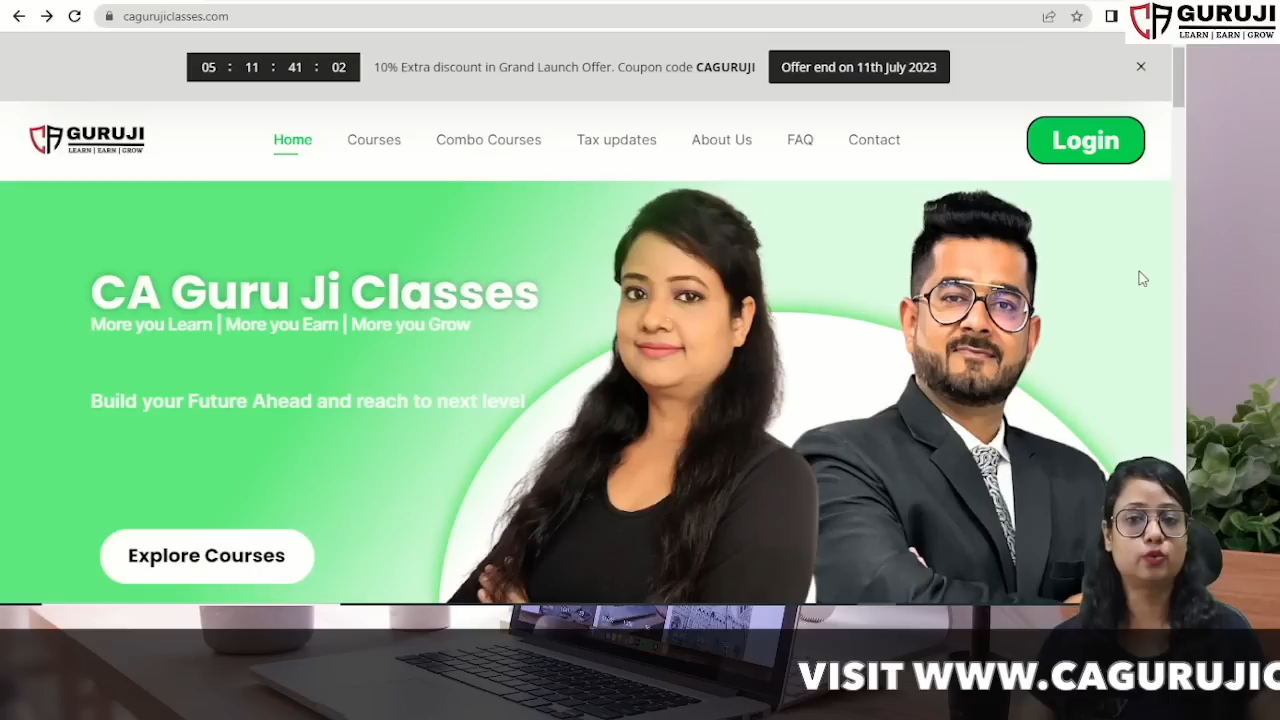 cagurujiclasses.com
CA GURUJI
LEARN | EARN | GROW
05 : 11 : 41 : 02
10% Extra discount in Grand Launch Offer. Coupon code CAGURUJI
Offer end on 11th July 2023
CA GURUJI
LEARN | EARN | GROW
Home
Courses
Combo Courses
Tax updates
About Us
FAQ
Contact
Login
CA Guru Ji Classes
More you Learn | More you Earn | More you Grow
Build your Future Ahead and reach to next level
Explore Courses
VISIT WWW.CAGURUJIC